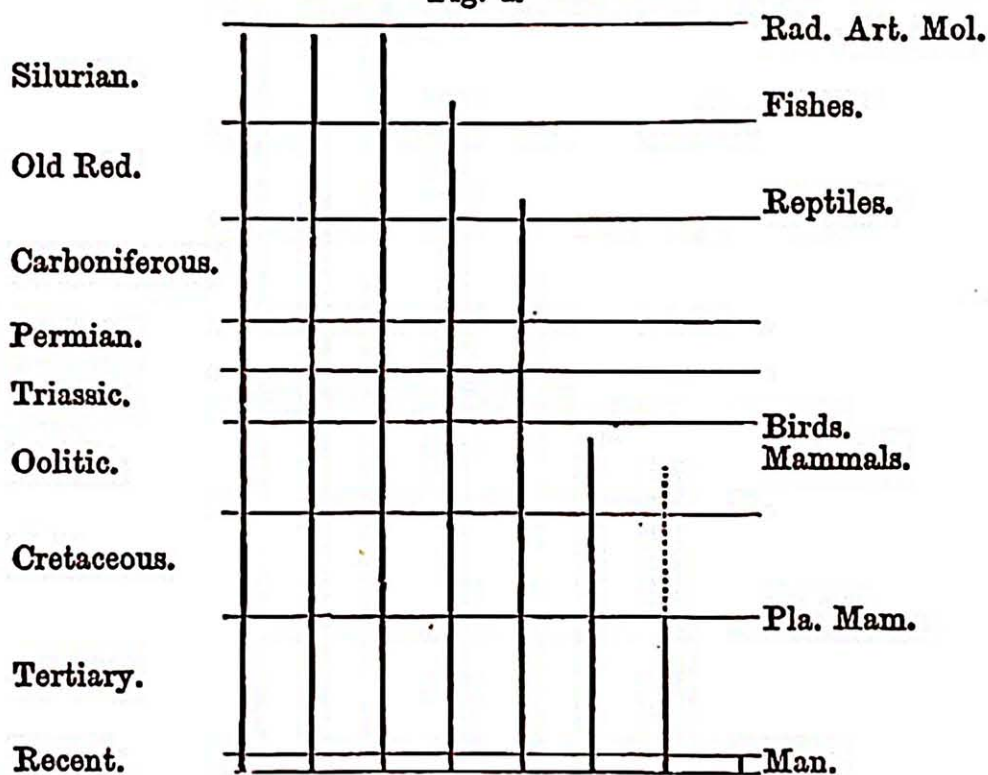 Rad. Art. Mol.
Silurian.
Fishes.
Old Red.
Reptiles.
Carboniferous.
Permian.
Triassic.
Birds.
Oolitic.
Mammals.
Cretaceous.
Pla. Mam.
Tertiary.
Recent.
Man.